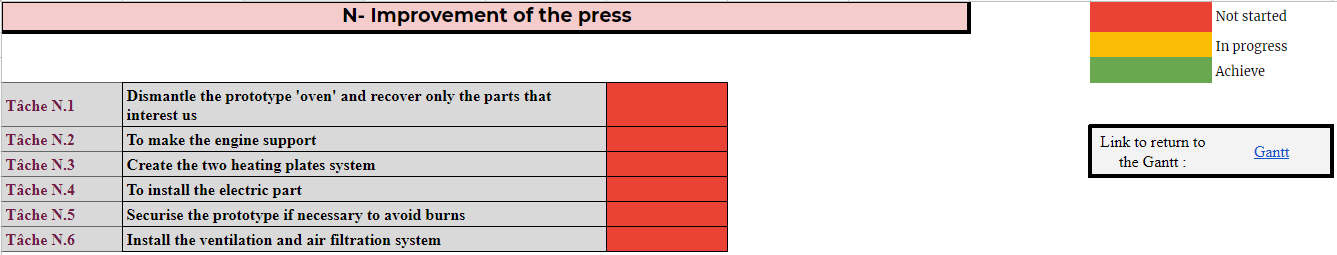 N- Improvement of the press
Not started
In progress
Achieve
Tâche N.1
Dismantle the prototype 'oven' and recover only the parts that
interest us
Tâche N.2
To make the engine support
Tâche N.3
Create the two heating plates system
Tâche N.4
To install the electric part
Tâche N.5
Securise the prototype if necessary to avoid burns
Tâche N.6
Install the ventilation and air filtration system
Link to return to
the Gantt :
Gantt